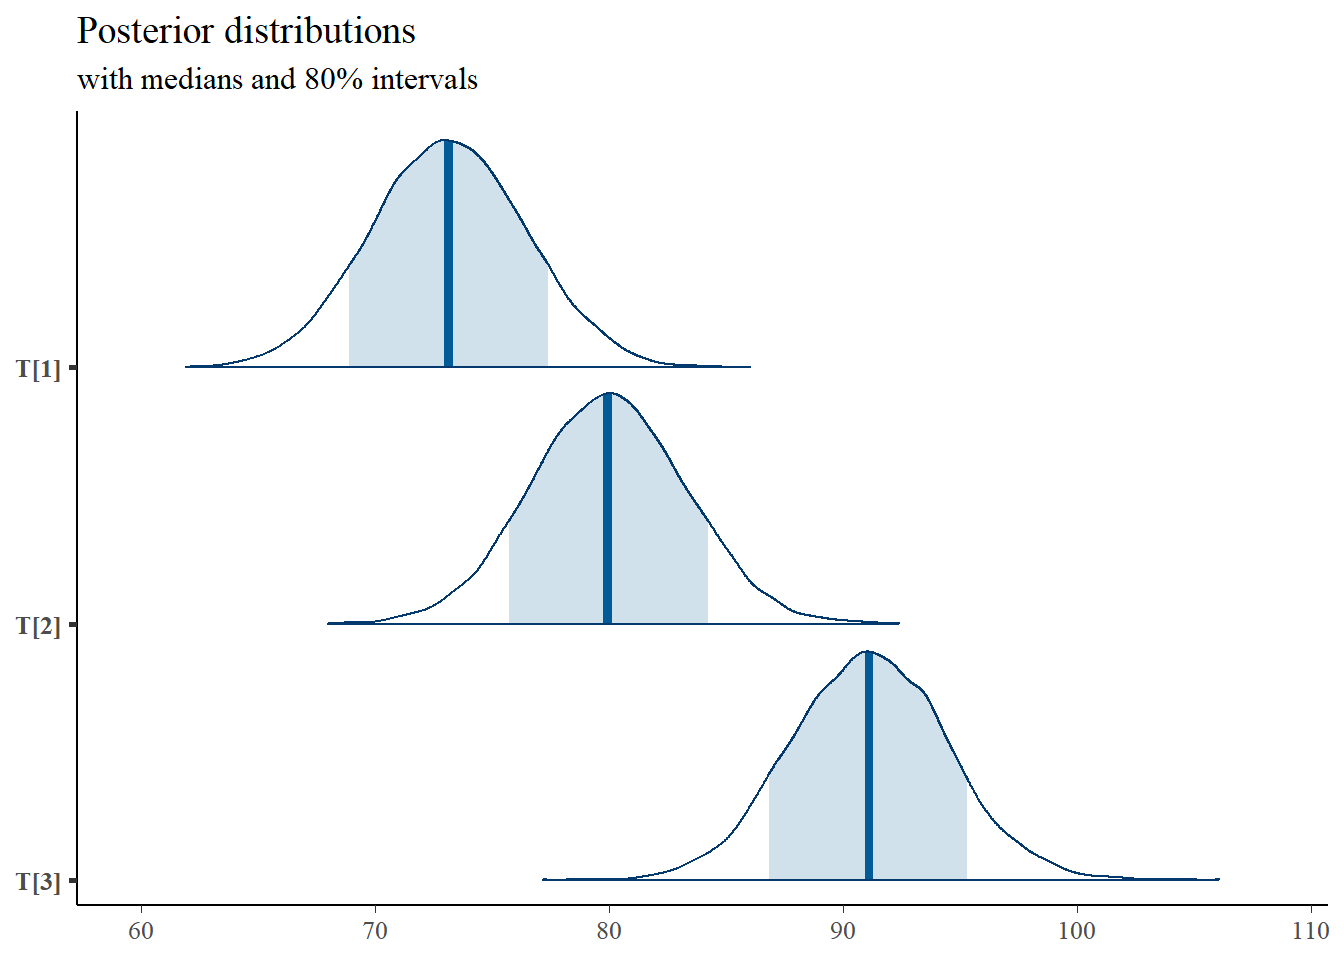 Posterior distributions
with medians and 80% intervals
T[1]
T[2]
T[3]
60 70 80 90 100 110